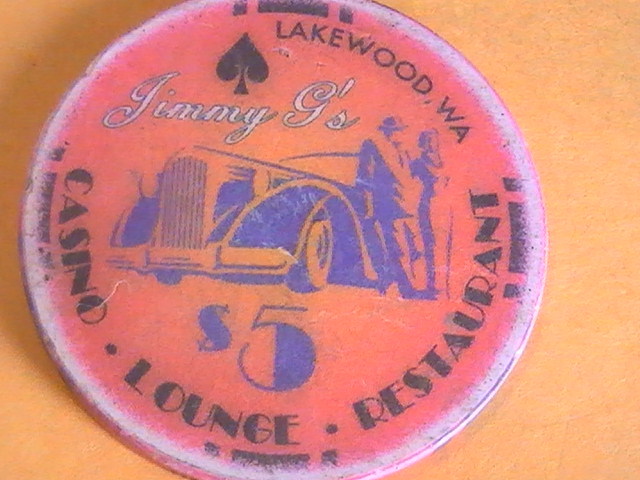 LAKEWOOD, WA
Jimmy G's
$5
CASINO · LOUNGE · RESTAURANT